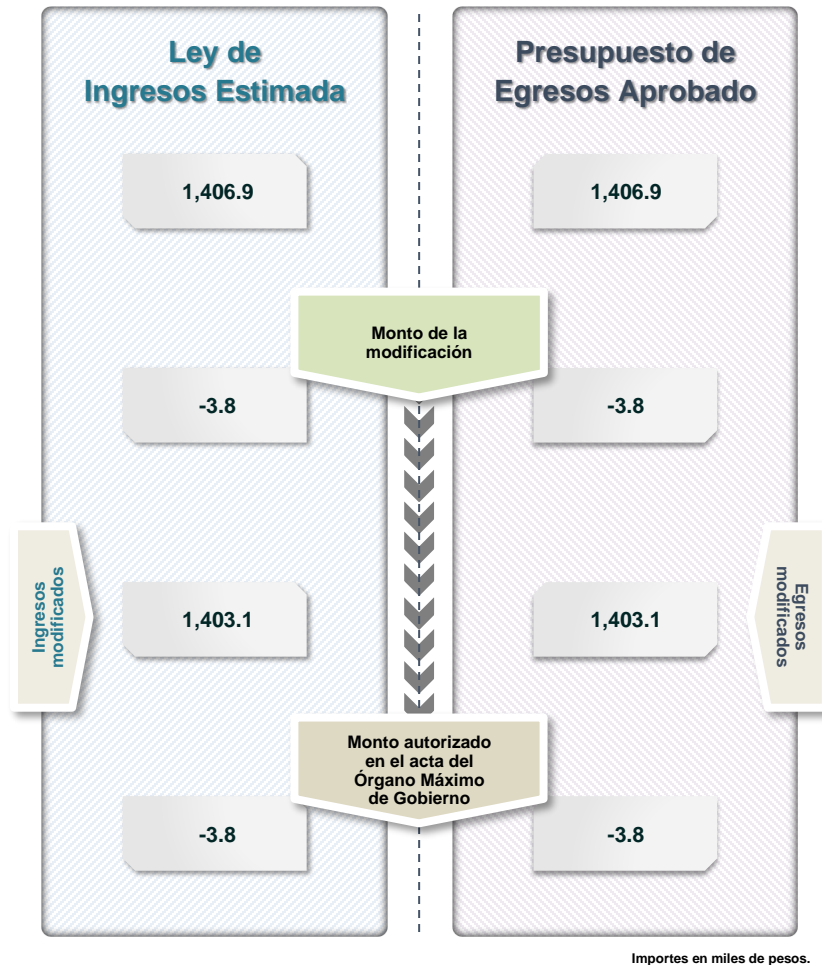 Ley de
Ingresos Estimada
Presupuesto de
Egresos Aprobado
1,406.9
1,406.9
Monto de la
modificación
-3.8
-3.8
Ingresos
modificados
1,403.1
1,403.1
Egresos
modificados
Monto autorizado
en el acta del
Órgano Máximo
de Gobierno
-3.8
-3.8
Importes en miles de pesos.